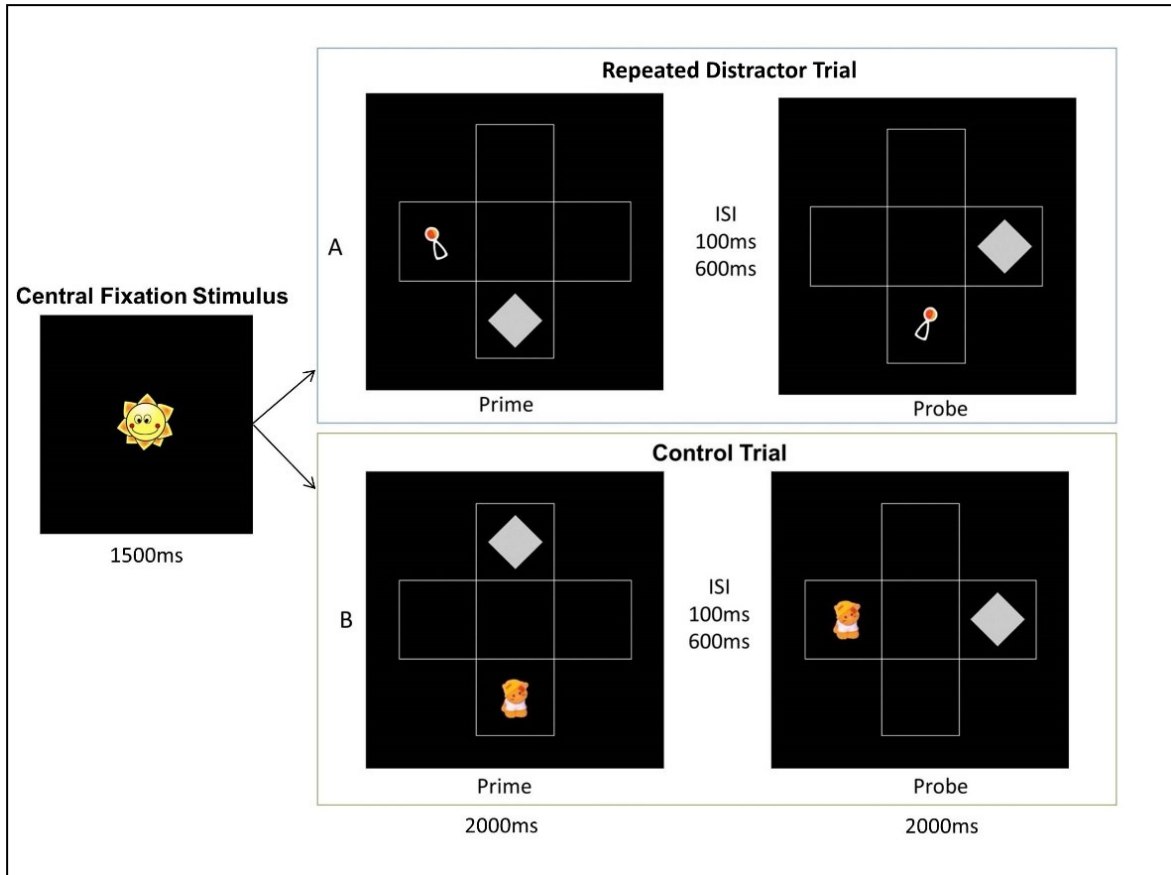 Repeated Distractor Trial
A
ISI
100ms
600ms
Prime
Probe
Central Fixation Stimulus
1500ms
Control Trial
B
ISI
100ms
600ms
Prime
Probe
2000ms
2000ms